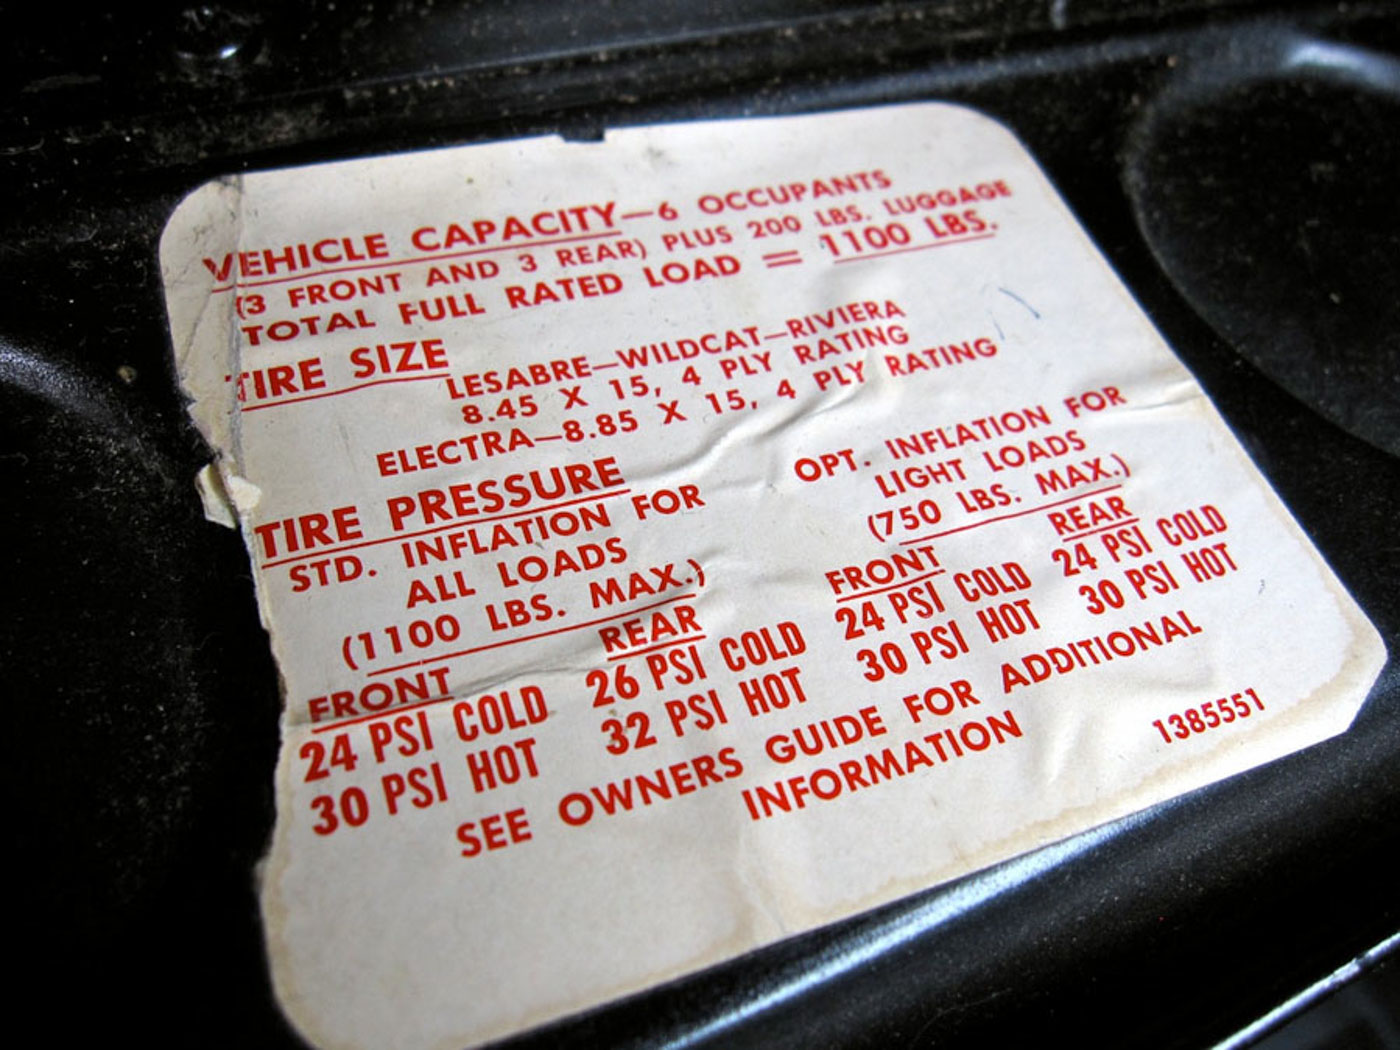 VEHICLE CAPACITY—6 OCCUPANTS
(3 FRONT AND 3 REAR) PLUS 200 LBS. LUGGAGE
TOTAL FULL RATED LOAD = 1100 LBS.
TIRE SIZE
LESABRE—WILDCAT—RIVIERA
8.45 X 15, 4 PLY RATING
ELECTRA—8.85 X 15, 4 PLY RATING
TIRE PRESSURE
STD. INFLATION FOR
ALL LOADS
(1100 LBS. MAX.)
FRONT REAR
24 PSI COLD 26 PSI COLD
30 PSI HOT 32 PSI HOT
OPT. INFLATION FOR
LIGHT LOADS
(750 LBS. MAX.)
FRONT REAR
24 PSI COLD 24 PSI COLD
30 PSI HOT 30 PSI HOT
SEE OWNERS GUIDE FOR ADDITIONAL
INFORMATION
1385551